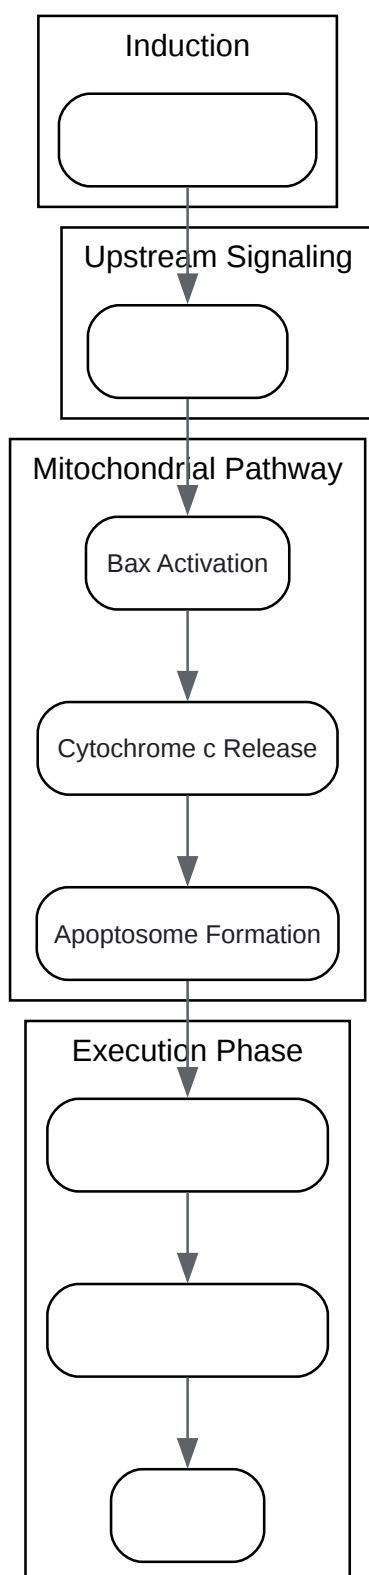 Induction
Upstream Signaling
Mitochondrial Pathway
Bax Activation
Cytochrome c Release
Apoptosome Formation
Execution Phase